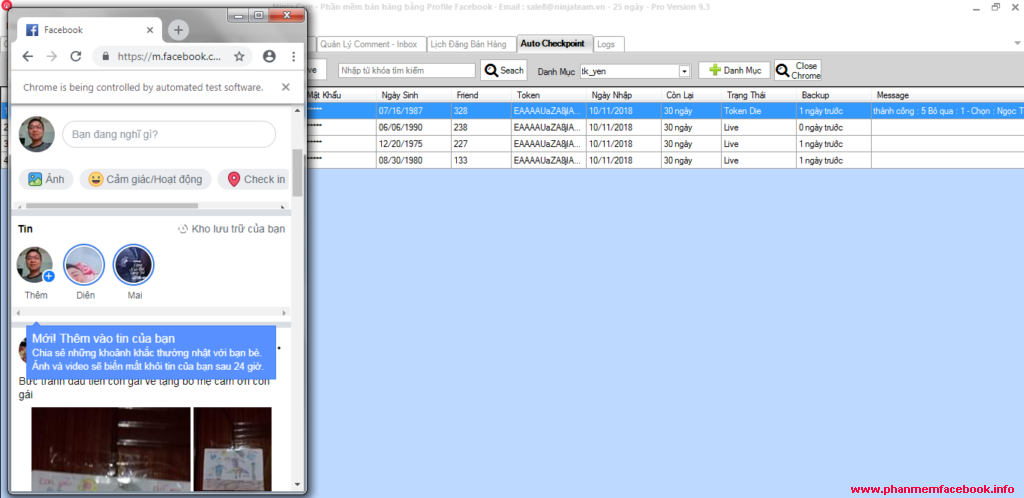 - Phần mềm bán hàng bằng Profile Facebook - Email : sale8@ninjateam.vn - 25 ngày - Pro Version 9.3
Facebook
https://m.facebook.c...
Chrome is being controlled by automated test software.
Bạn đang nghĩ gì?
Ảnh
Cảm giác/Hoạt động
Check in
Tin
Kho lưu trữ của bạn
Thêm
Diên
Mai
Mới! Thêm vào tin của bạn
Chia sẻ những khoảnh khắc thường nhật với bạn bè.
Ảnh và video sẽ biến mất khỏi tin của bạn sau 24 giờ.
Bức tranh đầu tiên con gái vẽ tặng bố mẹ cảm ơn con
gái
Quản Lý Comment - Inbox
Lịch Đăng Bán Hàng
Auto Checkpoint
Logs
Nhập từ khóa tìm kiếm
Seach
Danh Mục
tk_yen
Danh Mục
Close
Chrome
Mật Khẩu Ngày Sinh Friend Token Ngày Nhập Còn Lại Trạng Thái Backup Message
***** 07/16/1987 328 EAAAAUaZA8jlA... 10/11/2018 30 ngày Token Die 1 ngày trước thành công : 5 Bỏ qua : 1 - Chọn : Ngọc T
2 ***** 06/06/1990 238 EAAAAUaZA8jlA... 10/11/2018 30 ngày Live 0 ngày trước
3 ***** 12/20/1975 227 EAAAAUaZA8jlA... 10/11/2018 30 ngày Live 1 ngày trước
4 ***** 08/30/1980 133 EAAAAUaZA8jlA... 10/11/2018 30 ngày Live 1 ngày trước
www.phanmemfacebook.info